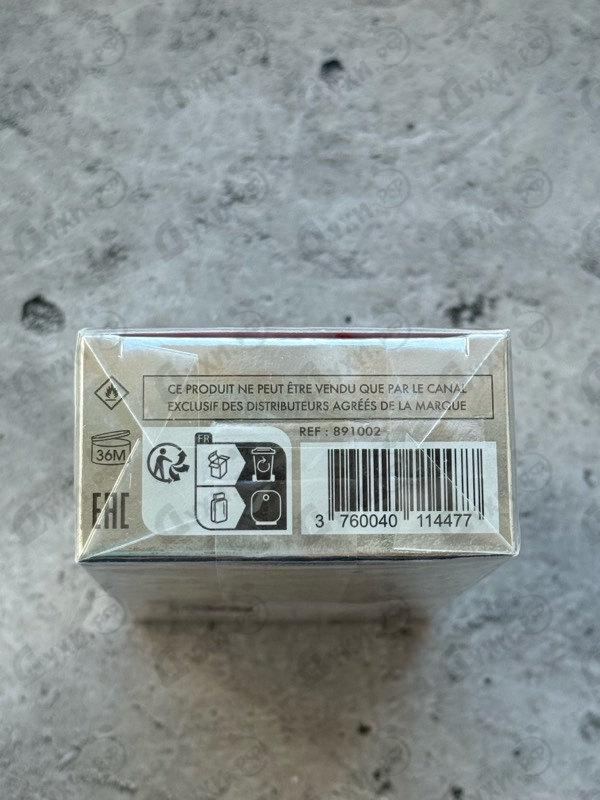 CE PRODUIT NE PEUT ÊTRE VENDU QUE PAR LE CANAL
EXCLUSIF DES DISTRIBUTEURS AGRÉÉS DE LA MARQUE
REF : 891002
36M
FR
EAC
3 760040 114477